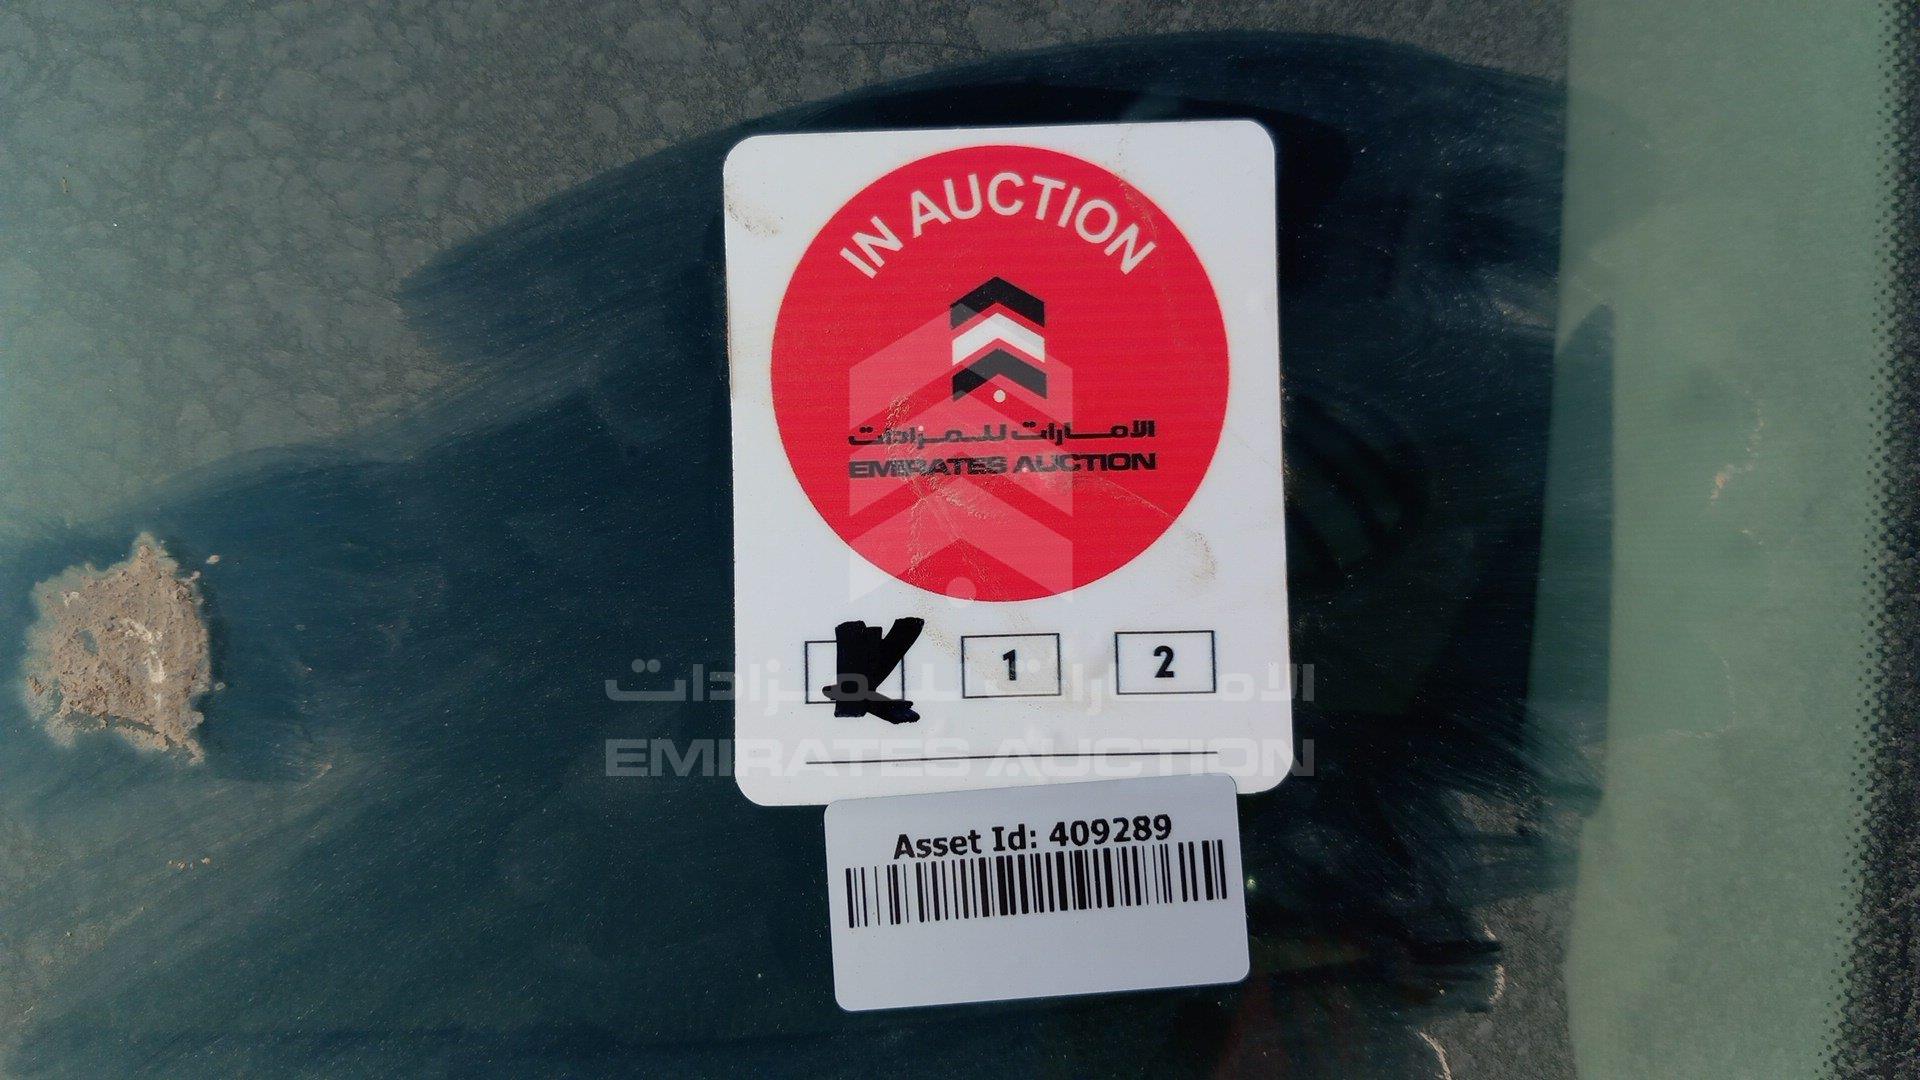 IN AUCTION
الامارات للمزادات
EMIRATES AUCTION
1 2
الامارات للمزادات
EMIRATES AUCTION
Asset Id: 409289